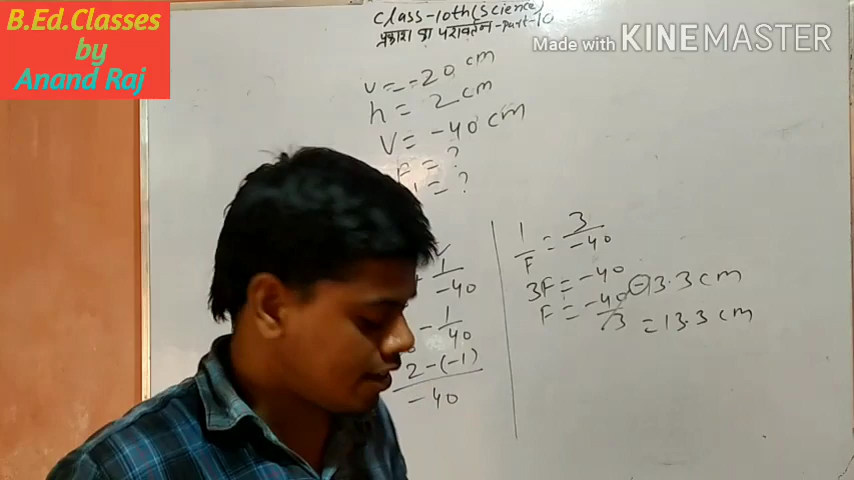 B.Ed.Classes
by
Anand Raj
Made with KINEMASTER
Class-10th (Science)
प्रकाश का परावर्तन-Part-10
u = -20 cm
h = 2 cm
V = -40 cm
F = ?
= ?
1/-40
- 1/40
2-(-1)/-40
1/F = 3/-40
3F = -40
F = -40/3 = -13.3 cm
= 13.3 cm